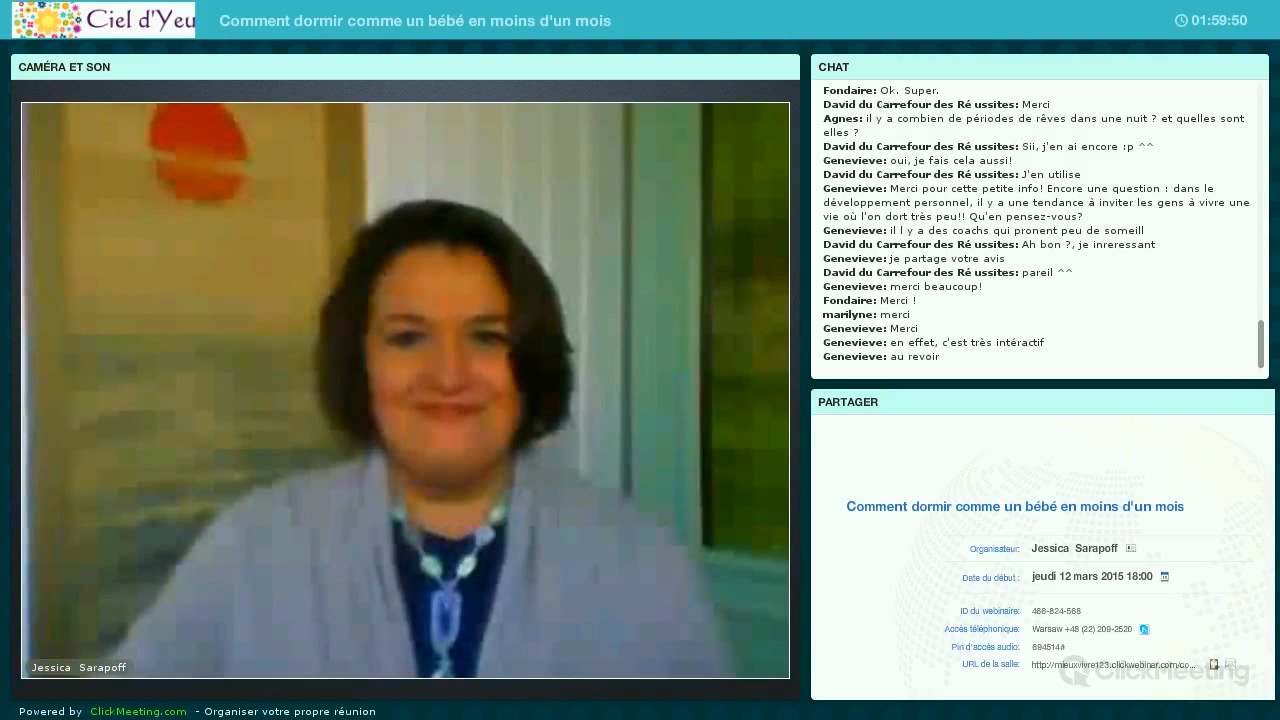 Ciel d'Yeu
Comment dormir comme un bébé en moins d'un mois
01:59:50
CAMÉRA ET SON
Jessica Sarapoff
CHAT
Fondaire: Ok. Super.
David du Carrefour des Ré ussites: Merci
Agnes: il y a combien de périodes de rêves dans une nuit ? et quelles sont
elles ?
David du Carrefour des Ré ussites: Sii, j'en ai encore :p ^^
Genevieve: oui, je fais cela aussi!
David du Carrefour des Ré ussites: J'en utilise
Genevieve: Merci pour cette petite info! Encore une question : dans le
développement personnel, il y a une tendance à inviter les gens à vivre une
vie où l'on dort très peu!! Qu'en pensez-vous?
Genevieve: il l y a des coachs qui pronent peu de someill
David du Carrefour des Ré ussites: Ah bon ?, je inreressant
Genevieve: je partage votre avis
David du Carrefour des Ré ussites: pareil ^^
Genevieve: merci beaucoup!
Fondaire: Merci !
marilyne: merci
Genevieve: Merci
Genevieve: en effet, c'est très intéractif
Genevieve: au revoir
PARTAGER
Comment dormir comme un bébé en moins d'un mois
Organisateur: Jessica Sarapoff
Date du début : jeudi 12 mars 2015 18:00
ID du webinaire: 466-824-568
Accès téléphonique: Warsaw +48 (22) 209-2520
Pin d'accès audio: 694514#
URL de la salle: http://mieuxvivre123.clickwebinar.com/co...
ClickMeeting
Powered by ClickMeeting.com - Organiser votre propre réunion